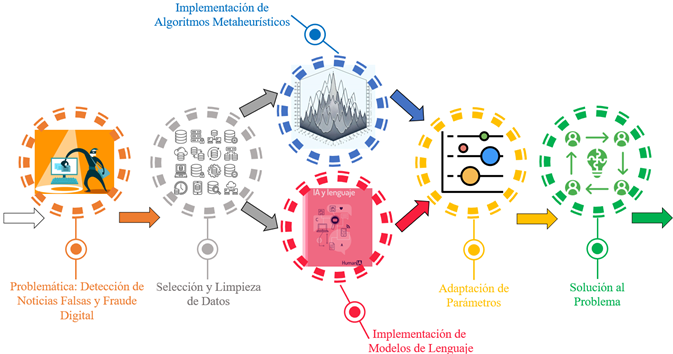 Implementación de
Algoritmos Metaheurísticos
IA y lenguaje
HumanIA
Problemática: Detección de
Noticias Falsas y Fraude
Digital
Selección y Limpieza
de Datos
Adaptación de
Parámetros
Solución al
Problema
Implementación de
Modelos de Lenguaje